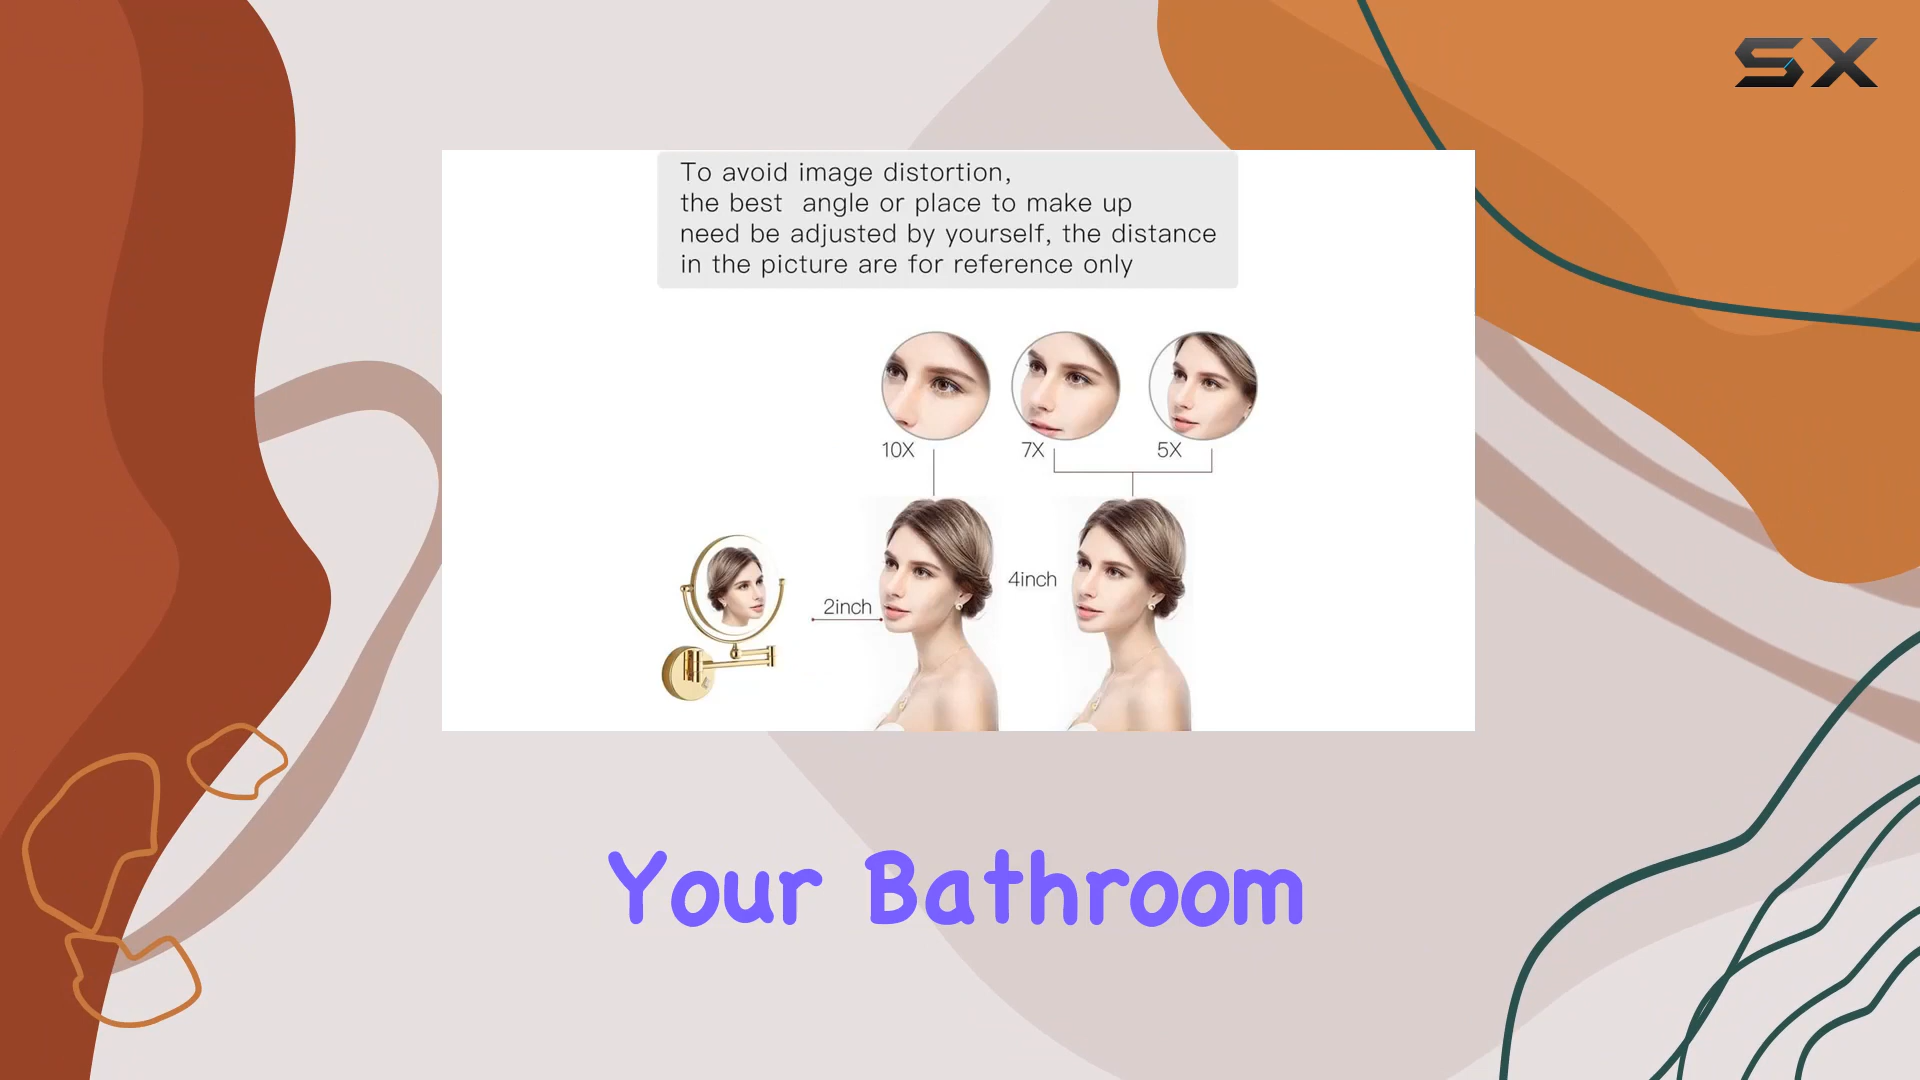 SX
To avoid image distortion,
the best angle or place to make up
need be adjusted by yourself, the distance
in the picture are for reference only
10X
7X
5X
4inch
2inch
Your Bathroom